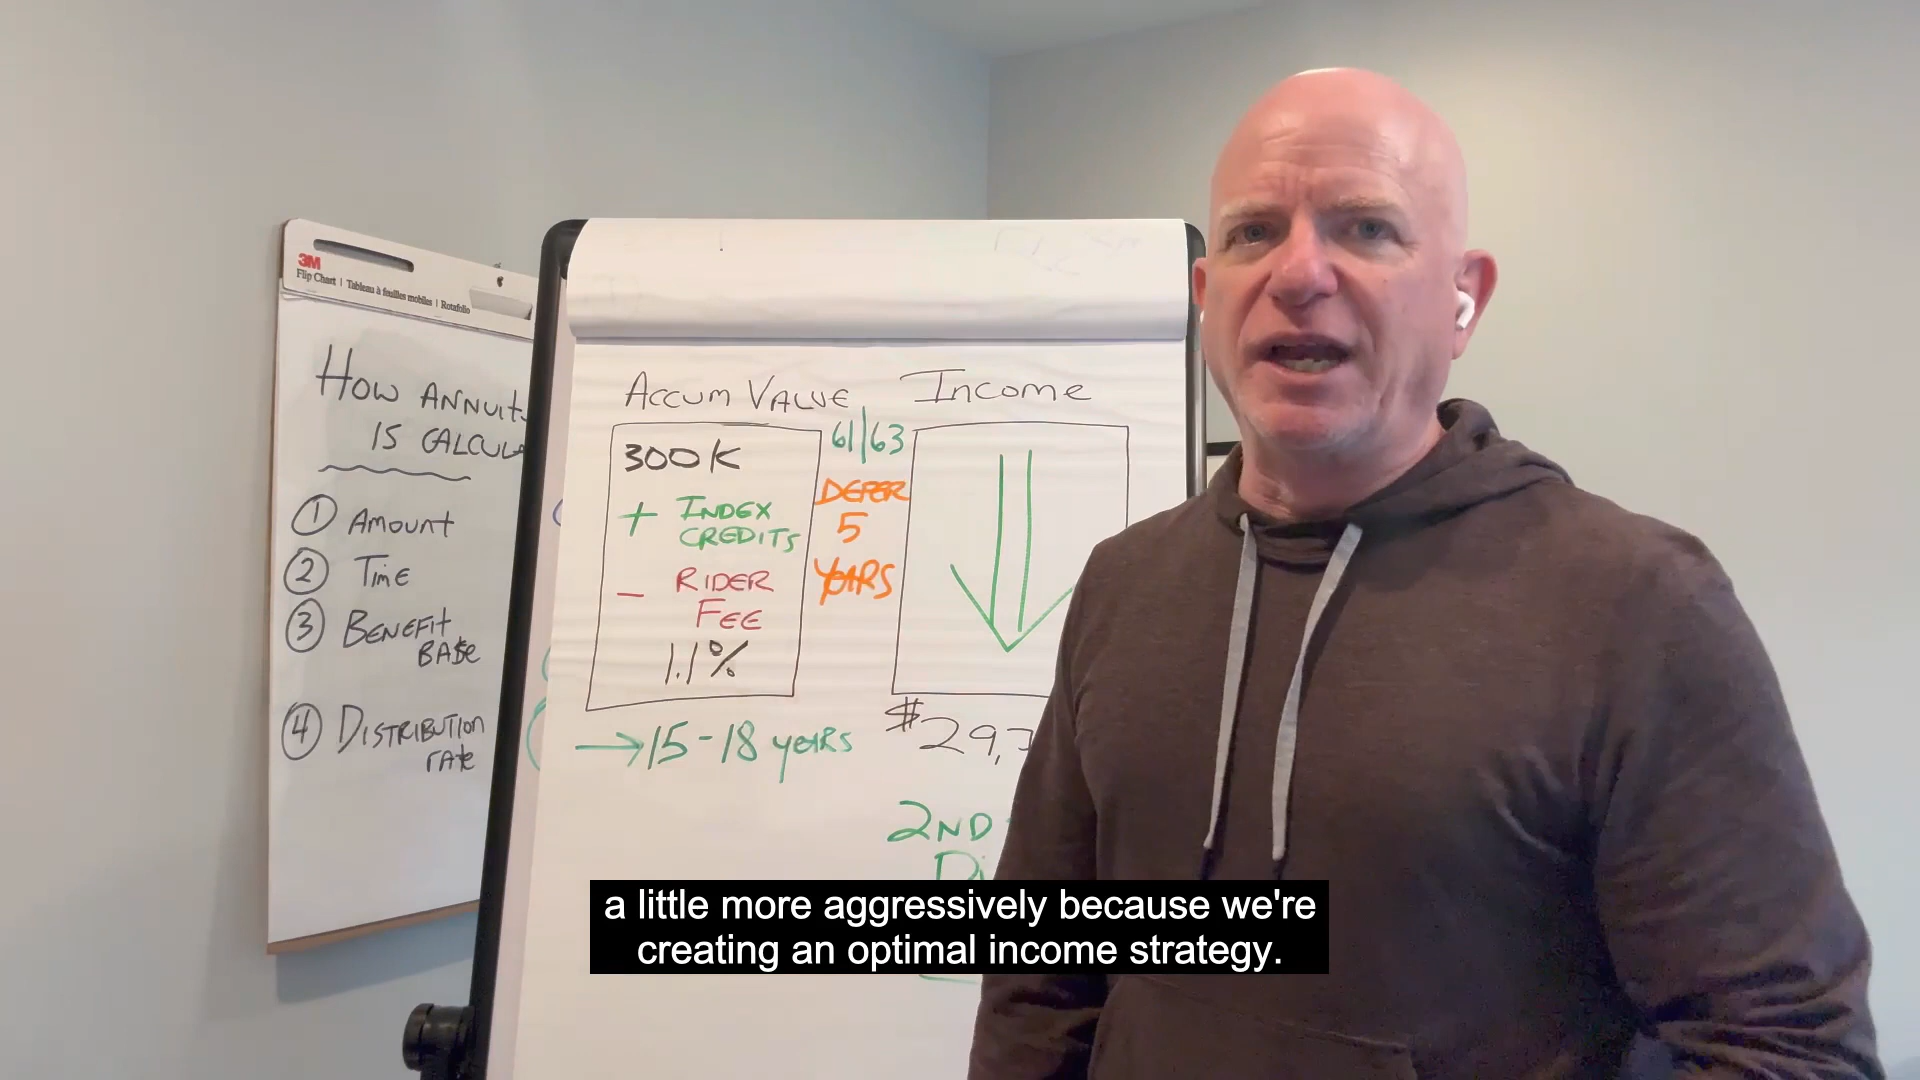 3M
Flip Chart | Tableau à feuilles mobiles | Rotafolio
How Annuit
is Calcul
1 Amount
2 Time
3 Benefit
Base
4 Distribution
rate
Accum Value
300K
+ Index
Credits
- Rider
Fee
1.1%
→ 15-18 years
61|63
Defer
5
Years
Income
$29,7
2nd
Di
a little more aggressively because we're
creating an optimal income strategy.